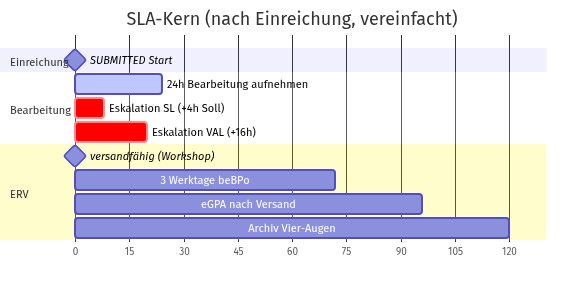 SLA-Kern (nach Einreichung, vereinfacht)
Einreichung
SUBMITTED Start
24h Bearbeitung aufnehmen
Bearbeitung
Eskalation SL (+4h Soll)
Eskalation VAL (+16h)
versandfähig (Workshop)
3 Werktage beBPo
ERV
eGPA nach Versand
Archiv Vier-Augen
0 15 30 45 60 75 90 105 120